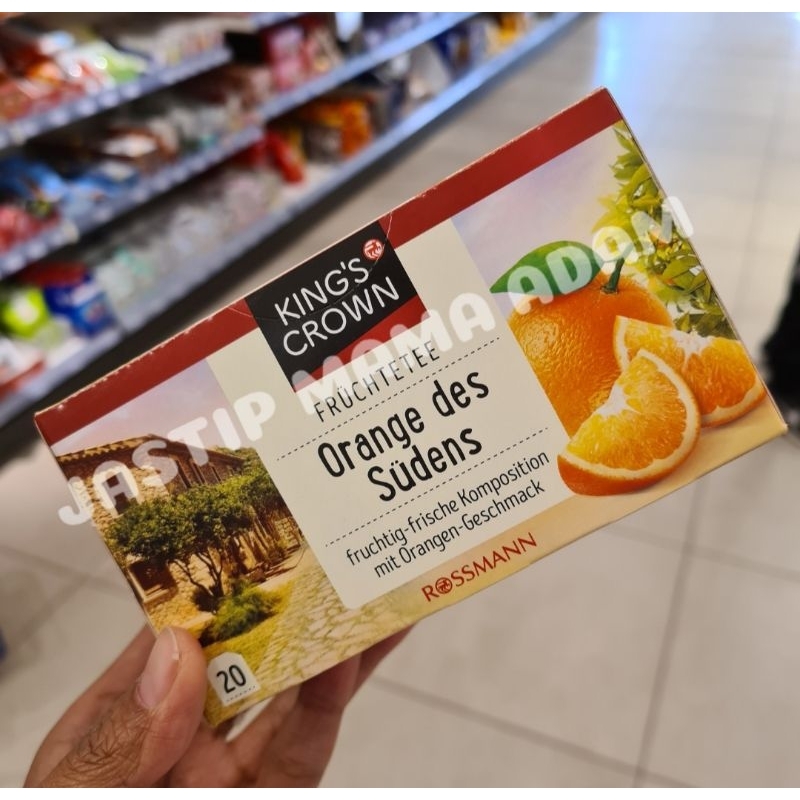 KING'S
CROWN
FRÜCHTETEE
Orange des
Südens
fruchtig-frische Komposition
mit Orangen-Geschmack
ROSSMANN
20
JASTIP MAMA ADAM